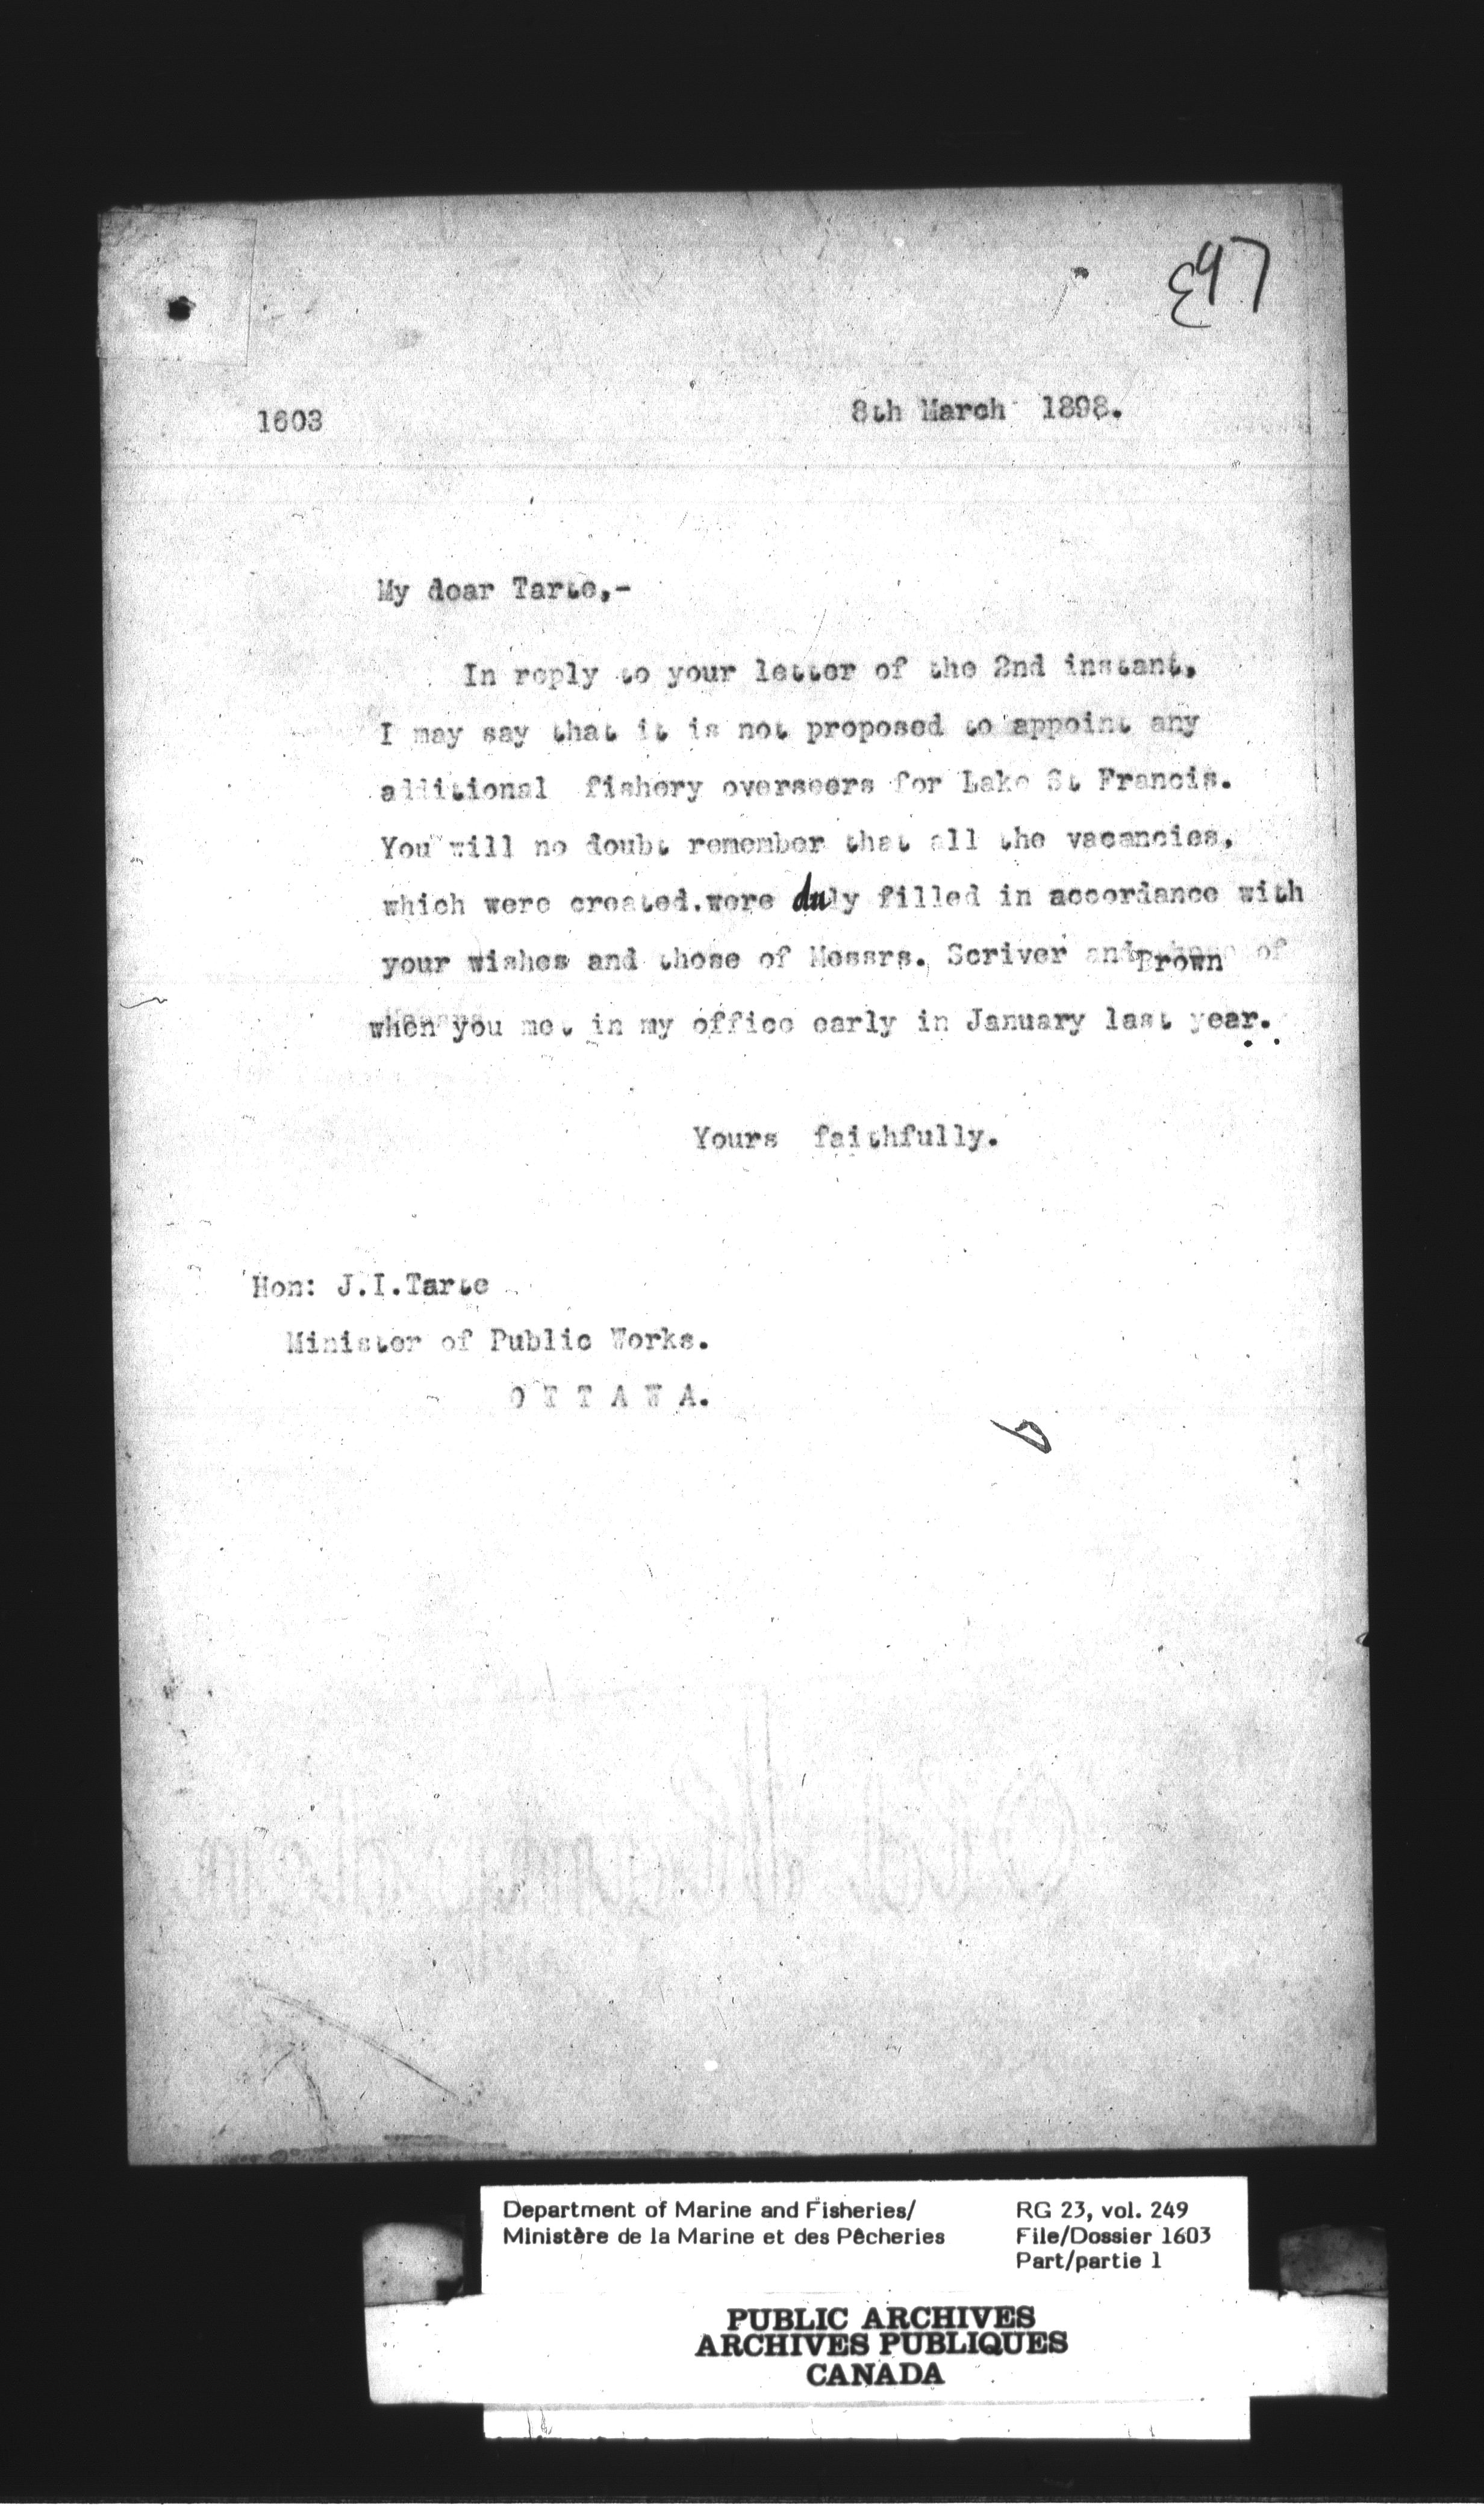 97
1603
8th March 1898.
My dear Tarte,-
In reply to your letter of the 2nd instant,
I may say that it is not proposed to appoint any
additional fishery overseers for Lake St Francis.
You will no doubt remember that all the vacancies,
which were created.were duly filled in accordance with
your wishes and those of Messrs. Scriver and Brown
when you met in my office early in January last year.
Yours faithfully.
Hon: J.I.Tarte
Minister of Public Works.
O T T A W A.
Department of Marine and Fisheries/
Ministère de la Marine et des Pêcheries
RG 23, vol. 249
File/Dossier 1603
Part/partie 1
PUBLIC ARCHIVES
ARCHIVES PUBLIQUES
CANADA